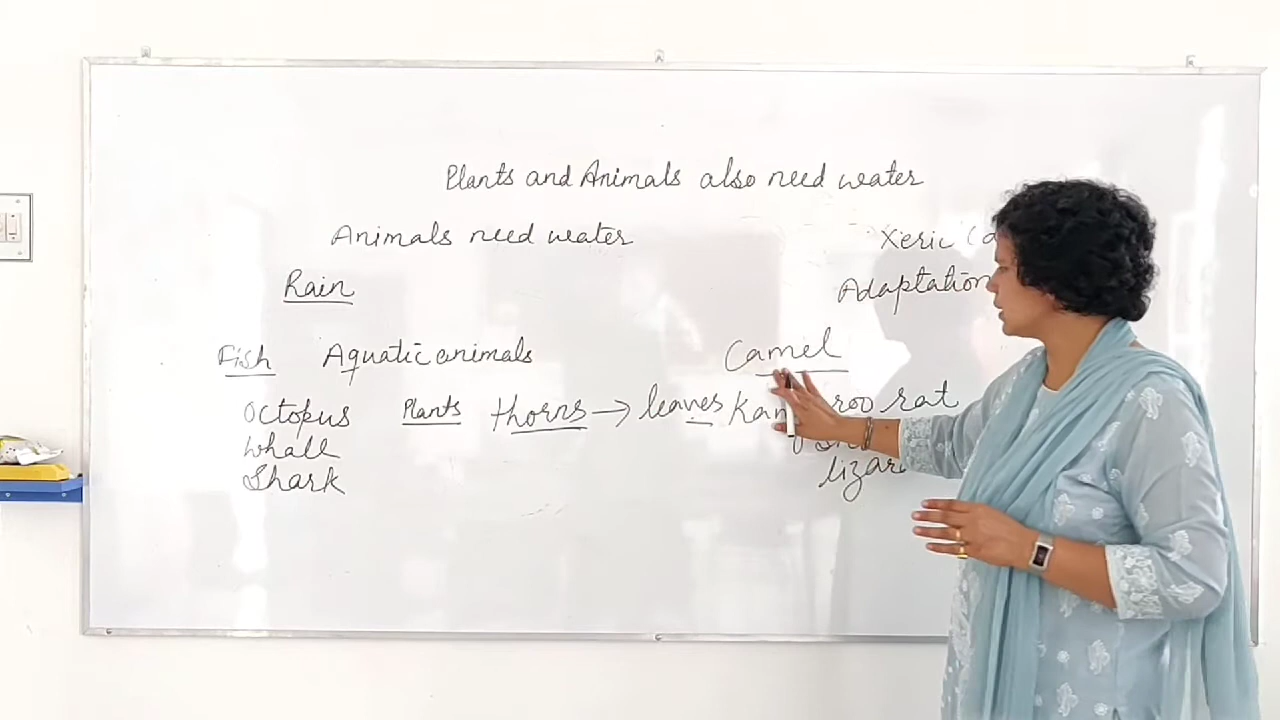 Plants and Animals also need water
Animals need water
Xeric
Rain
Adaptation
Fish Aquatic animals
Camel
Octopus Plants thorns → leaves
rat
Whale
Shark